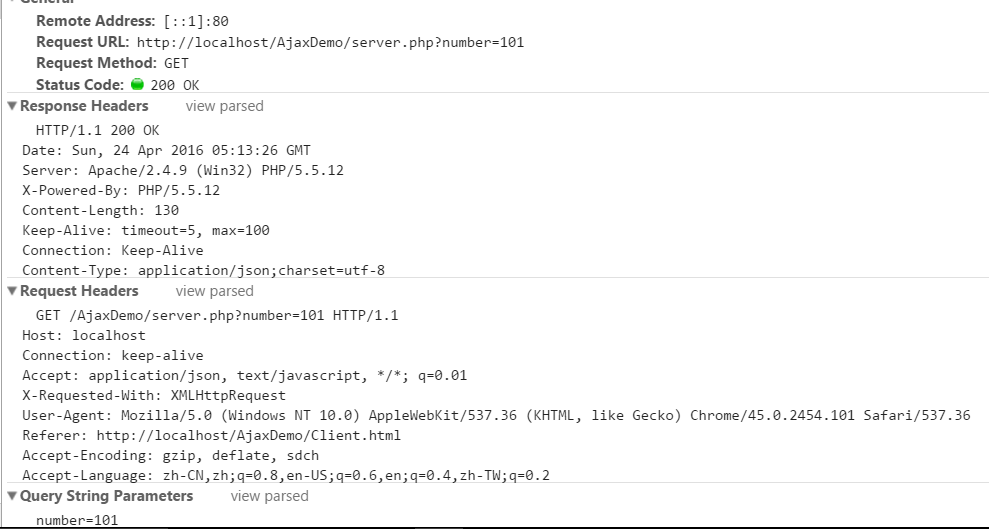 General
Remote Address: [::1]:80
Request URL: http://localhost/AjaxDemo/server.php?number=101
Request Method: GET
Status Code: 200 OK
▼Response Headers view parsed
HTTP/1.1 200 OK
Date: Sun, 24 Apr 2016 05:13:26 GMT
Server: Apache/2.4.9 (Win32) PHP/5.5.12
X-Powered-By: PHP/5.5.12
Content-Length: 130
Keep-Alive: timeout=5, max=100
Connection: Keep-Alive
Content-Type: application/json;charset=utf-8
▼Request Headers view parsed
GET /AjaxDemo/server.php?number=101 HTTP/1.1
Host: localhost
Connection: keep-alive
Accept: application/json, text/javascript, */*; q=0.01
X-Requested-With: XMLHttpRequest
User-Agent: Mozilla/5.0 (Windows NT 10.0) AppleWebKit/537.36 (KHTML, like Gecko) Chrome/45.0.2454.101 Safari/537.36
Referer: http://localhost/AjaxDemo/Client.html
Accept-Encoding: gzip, deflate, sdch
Accept-Language: zh-CN,zh;q=0.8,en-US;q=0.6,en;q=0.4,zh-TW;q=0.2
▼Query String Parameters view parsed
number=101